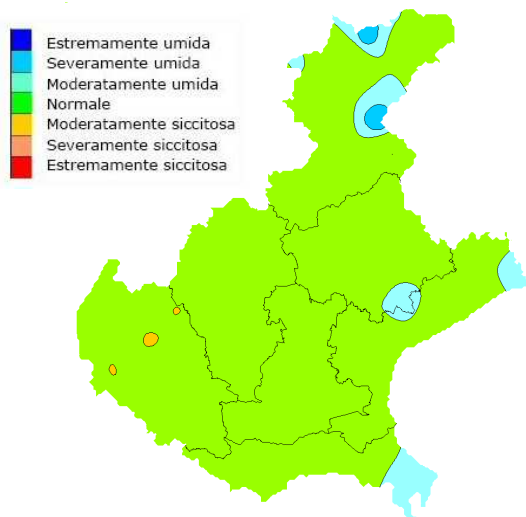 Estremamente umida
Severamente umida
Moderatamente umida
Normale
Moderatamente siccitosa
Severamente siccitosa
Estremamente siccitosa